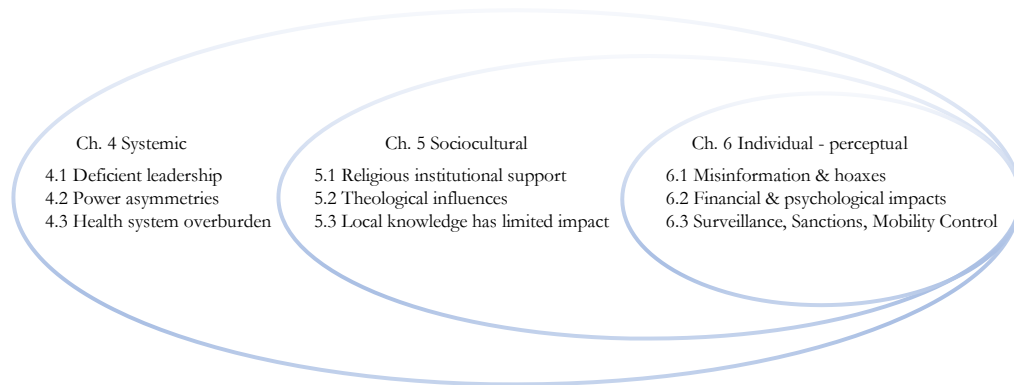 Ch. 4 Systemic
4.1 Deficient leadership
4.2 Power asymmetries
4.3 Health system overburden
Ch. 5 Sociocultural
5.1 Religious institutional support
5.2 Theological influences
5.3 Local knowledge has limited impact
Ch. 6 Individual - perceptual
6.1 Misinformation & hoaxes
6.2 Financial & psychological impacts
6.3 Surveillance, Sanctions, Mobility Control